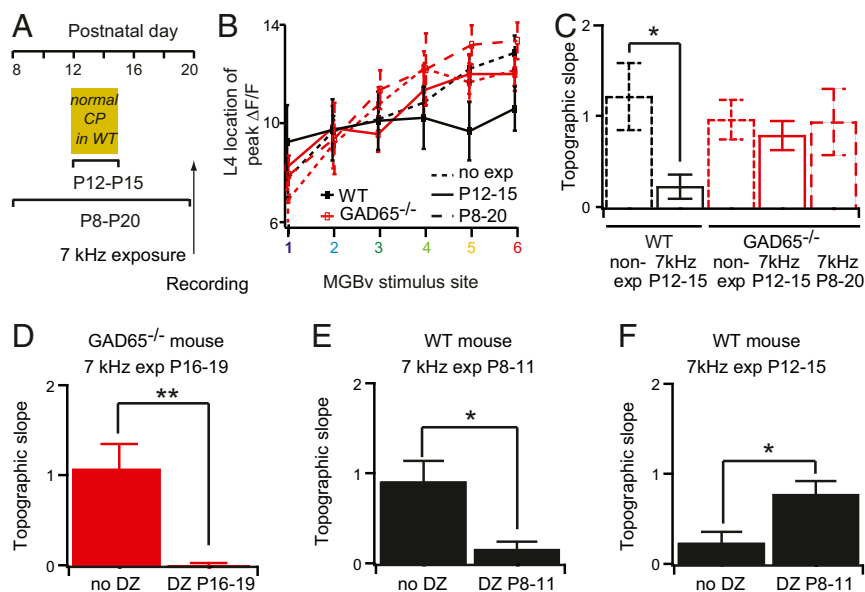 A
Postnatal day
8 12 16 20
normal
CP
in WT
P12-P15
P8-P20
7 kHz exposure
Recording
B
L4 location of
peak ΔF/F
14
10
6
WT
GAD65-/-
no exp
P12-15
P8-20
1 2 3 4 5 6
MGBv stimulus site
C
Topographic slope
2
1
0
*
WT
GAD65-/-
non-
exp
7kHz
P12-15
non-
exp
7kHz
P12-15
7kHz
P8-20
D
GAD65-/- mouse
7 kHz exp P16-19
Topographic slope
2
1
0
**
no DZ
DZ P16-19
E
WT mouse
7 kHz exp P8-11
Topographic slope
2
1
0
*
no DZ
DZ P8-11
F
WT mouse
7kHz exp P12-15
Topographic slope
2
1
0
*
no DZ
DZ P8-11